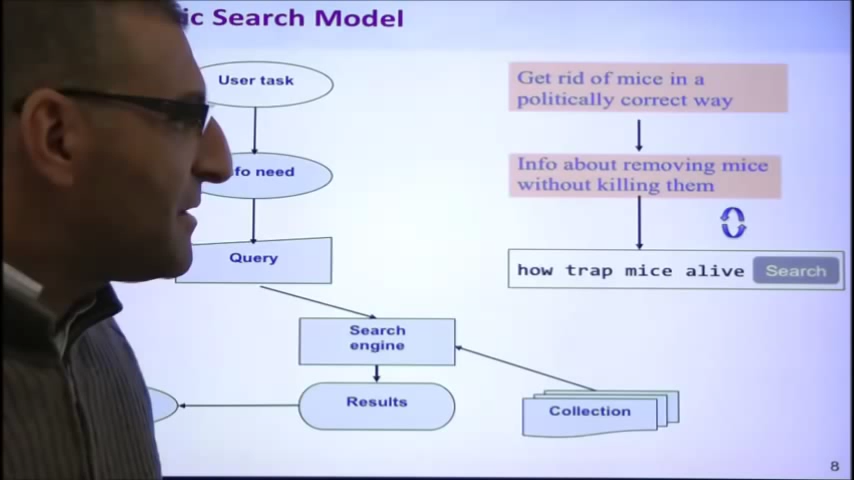 ic Search Model
User task
fo need
Query
Search
engine
Results
Collection
Get rid of mice in a
politically correct way
Info about removing mice
without killing them
how trap mice alive
Search
8